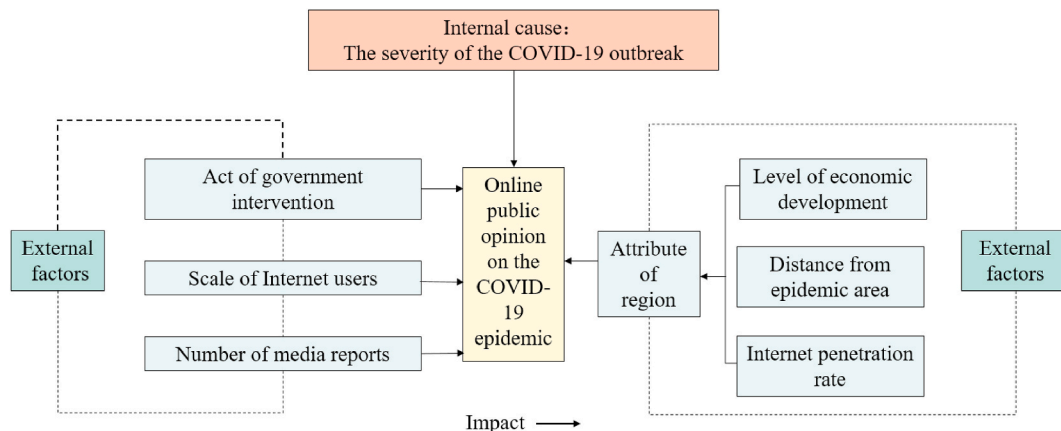 Internal cause：
The severity of the COVID-19 outbreak
External
factors
Act of government
intervention
Scale of Internet users
Number of media reports
Online
public
opinion
on the
COVID-
19
epidemic
Attribute
of
region
Level of economic
development
Distance from
epidemic area
Internet penetration
rate
External
factors
Impact